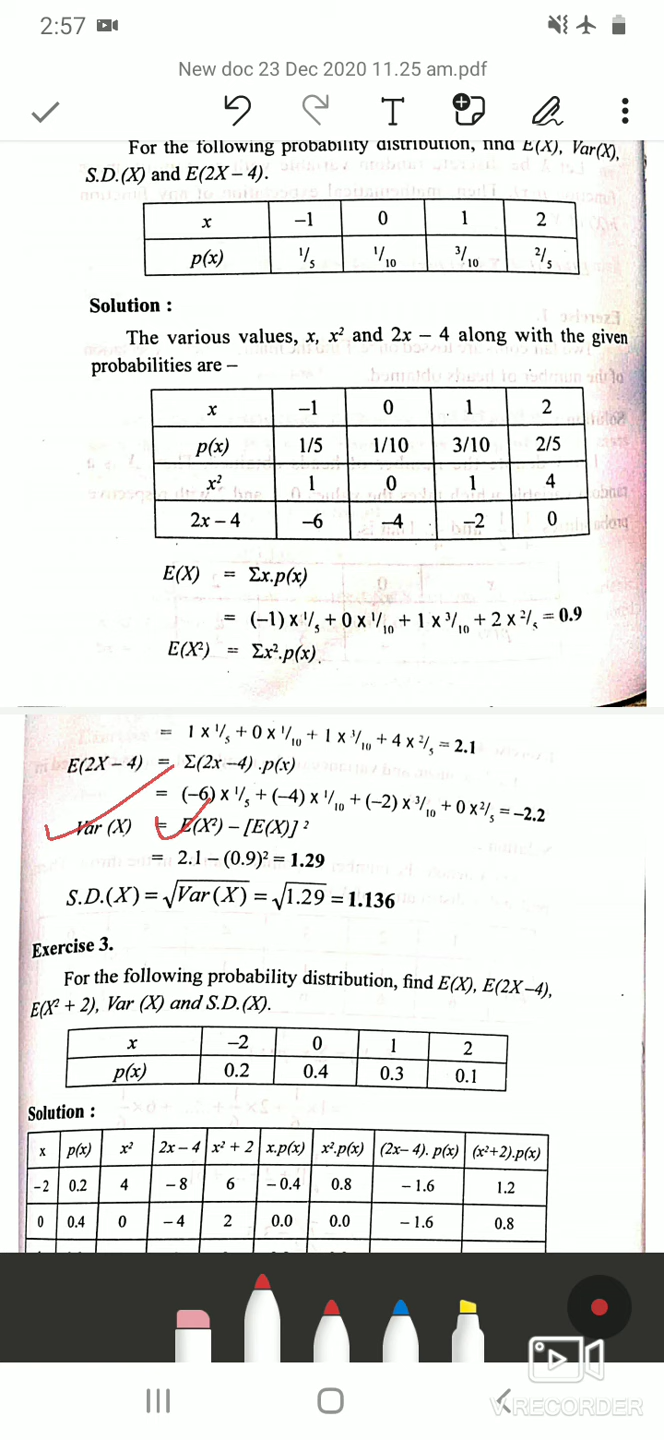 2:57
New doc 23 Dec 2020 11.25 am.pdf
T
For the following probability distribution, find E(X), Var(X),
S.D.(X) and E(2X – 4).
x –1 0 1 2
p(x) 1/5 1/10 3/10 2/5
Solution :
The various values, x, x² and 2x – 4 along with the given
probabilities are –
x –1 0 1 2
p(x) 1/5 1/10 3/10 2/5
x² 1 0 1 4
2x – 4 –6 –4 –2 0
E(X) = Σx.p(x)
= (–1) x 1/5 + 0 x 1/10 + 1 x 3/10 + 2 x 2/5 = 0.9
E(X²) = Σx².p(x).
= 1 x 1/5 + 0 x 1/10 + 1 x 3/10 + 4 x 2/5 = 2.1
E(2X – 4) = Σ(2x –4) .p(x)
= (–6) x 1/5 + (–4) x 1/10 + (–2) x 3/10 + 0 x 2/5 = –2.2
Var (X) = E(X²) – [E(X)] ²
= 2.1 – (0.9)² = 1.29
S.D.(X) = √Var (X) = √1.29 = 1.136
Exercise 3.
For the following probability distribution, find E(X), E(2X –4),
E(X² + 2), Var (X) and S.D.(X).
x –2 0 1 2
p(x) 0.2 0.4 0.3 0.1
Solution :
x p(x) x² 2x – 4 x² + 2 x.p(x) x².p(x) (2x– 4). p(x) (x²+2).p(x)
–2 0.2 4 – 8 6 – 0.4 0.8 – 1.6 1.2
0 0.4 0 – 4 2 0.0 0.0 – 1.6 0.8
V RECORDER